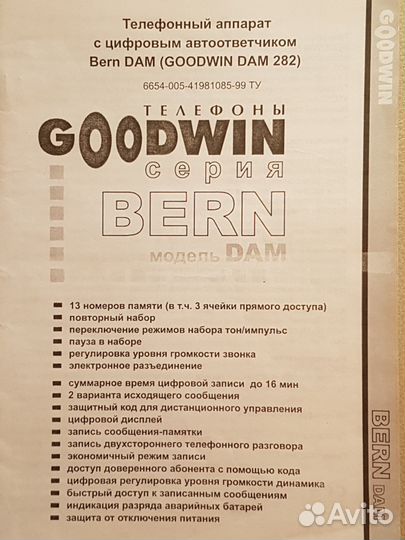 Телефонный аппарат
с цифровым автоответчиком
Bern DAM (GOODWIN DAM 282)
6654-005-41981085-99 ТУ
ТЕЛЕФОНЫ
GOODWIN
серия
BERN
модель DAM
13 номеров памяти (в т.ч. 3 ячейки прямого доступа)
повторный набор
переключение режимов набора тон/импульс
пауза в наборе
регулировка уровня громкости звонка
электронное разъединение
суммарное время цифровой записи до 16 мин
2 варианта исходящего сообщения
защитный код для дистанционного управления
цифровой дисплей
запись сообщения-памятки
запись двухстороннего телефонного разговора
экономичный режим записи
доступ доверенного абонента с помощью кода
цифровая регулировка уровня громкости динамика
быстрый доступ к записанным сообщениям
индикация разряда аварийных батарей
защита от отключения питания
GOODWIN
BERN DAM
Avito